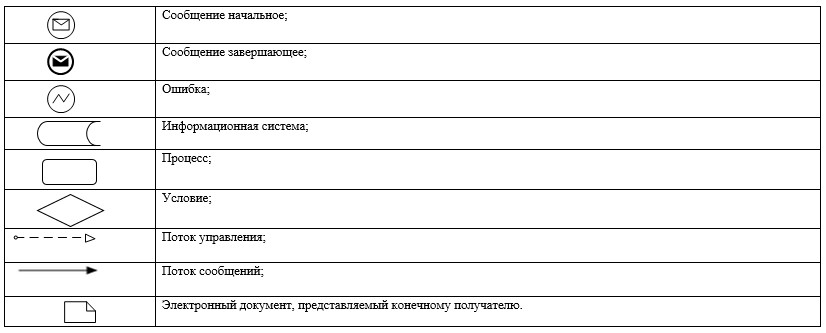 Сообщение начальное;
Сообщение завершающее;
Ошибка;
Информационная система;
Процесс;
Условие;
Поток управления;
Поток сообщений;
Электронный документ, представляемый конечному получателю.